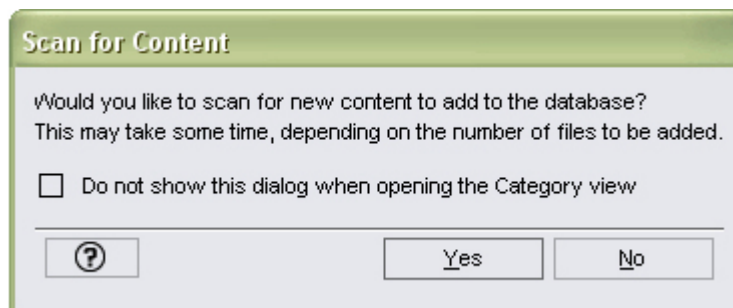 Scan for Content
Would you like to scan for new content to add to the database?
This may take some time, depending on the number of files to be added.
Do not show this dialog when opening the Category view
? Yes No